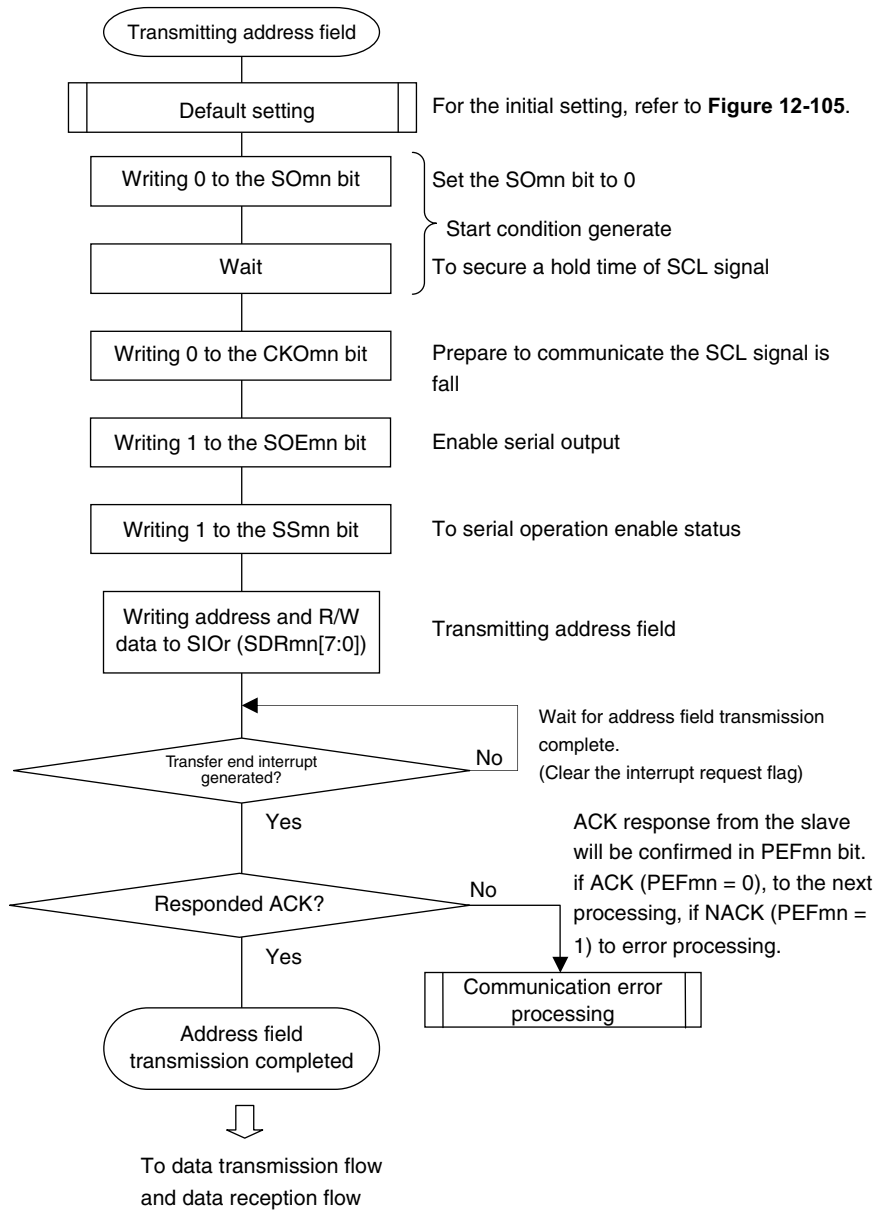 Transmitting address field
Default setting
For the initial setting, refer to Figure 12-105.
Writing 0 to the SOmn bit
Set the SOmn bit to 0
Start condition generate
Wait
To secure a hold time of SCL signal
Writing 0 to the CKOmn bit
Prepare to communicate the SCL signal is
fall
Writing 1 to the SOEmn bit
Enable serial output
Writing 1 to the SSmn bit
To serial operation enable status
Writing address and R/W
data to SIOr (SDRmn[7:0])
Transmitting address field
Transfer end interrupt
generated?
No
Wait for address field transmission
complete.
(Clear the interrupt request flag)
Yes
Responded ACK?
No
ACK response from the slave
will be confirmed in PEFmn bit.
if ACK (PEFmn = 0), to the next
processing, if NACK (PEFmn =
1) to error processing.
Yes
Communication error
processing
Address field
transmission completed
To data transmission flow
and data reception flow